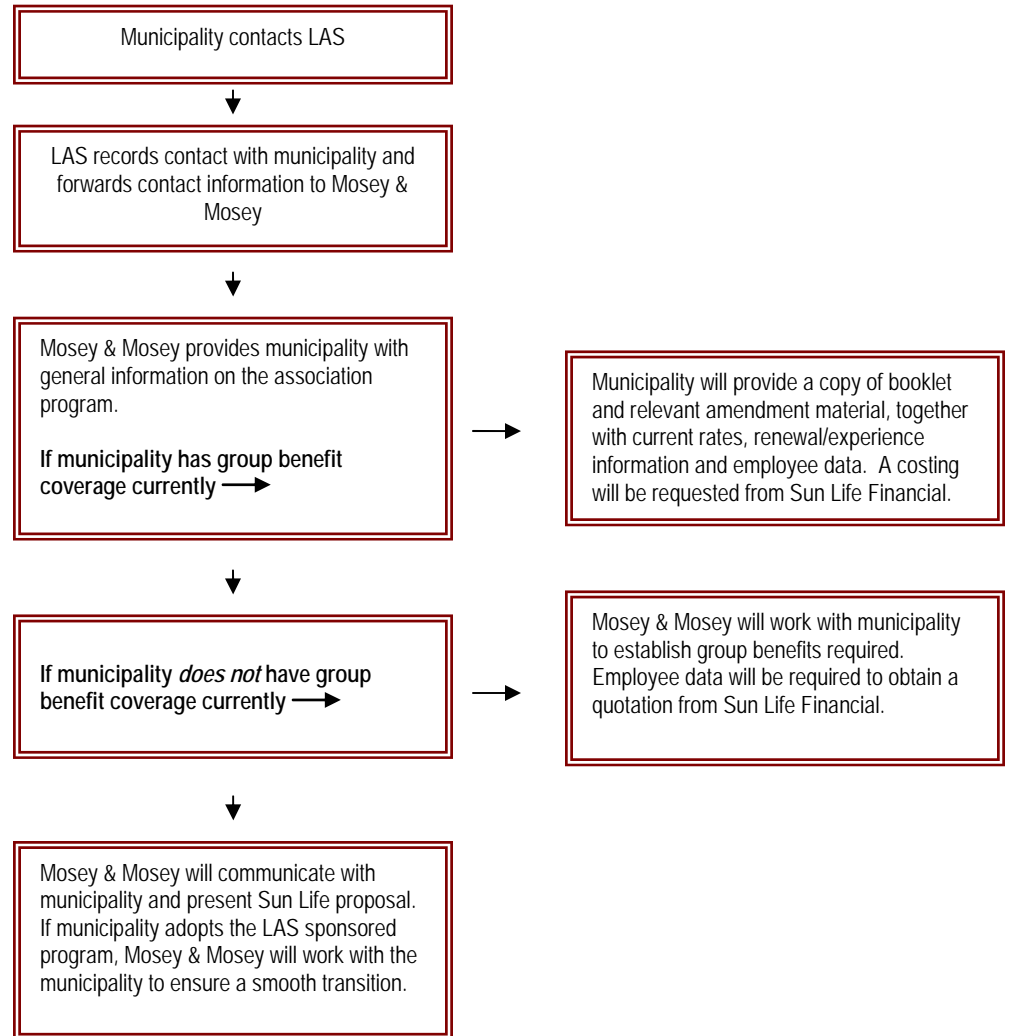 Municipality contacts LAS
LAS records contact with municipality and
forwards contact information to Mosey &
Mosey
Mosey & Mosey provides municipality with
general information on the association
program.
If municipality has group benefit
coverage currently
Municipality will provide a copy of booklet
and relevant amendment material, together
with current rates, renewal/experience
information and employee data.  A costing
will be requested from Sun Life Financial.
If municipality does not have group
benefit coverage currently
Mosey & Mosey will work with municipality
to establish group benefits required.
Employee data will be required to obtain a
quotation from Sun Life Financial.
Mosey & Mosey will communicate with
municipality and present Sun Life proposal.
If municipality adopts the LAS sponsored
program, Mosey & Mosey will work with the
municipality to ensure a smooth transition.